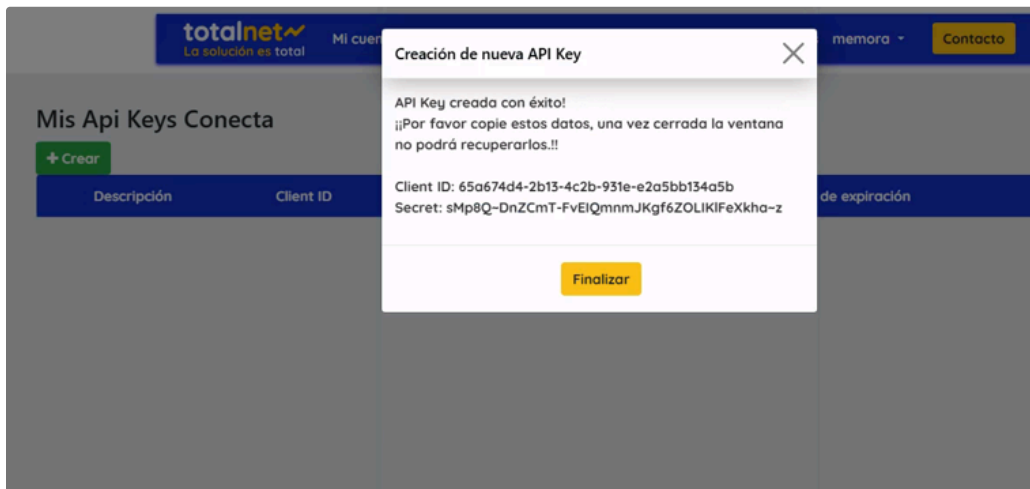 totalnet
La solución es total
Mi cuen
memora
Contacto
Creación de nueva API Key
API Key creada con éxito!
¡¡Por favor copie estos datos, una vez cerrada la ventana
no podrá recuperarlos.!!
Client ID: 65a674d4-2b13-4c2b-931e-e2a5bb134a5b
Secret: sMp8Q~DnZCmT-FvEIQmnmJKgf6ZOLIKlFeXkha~z
Finalizar
Mis Api Keys Conecta
+ Crear
Descripción Client ID de expiración